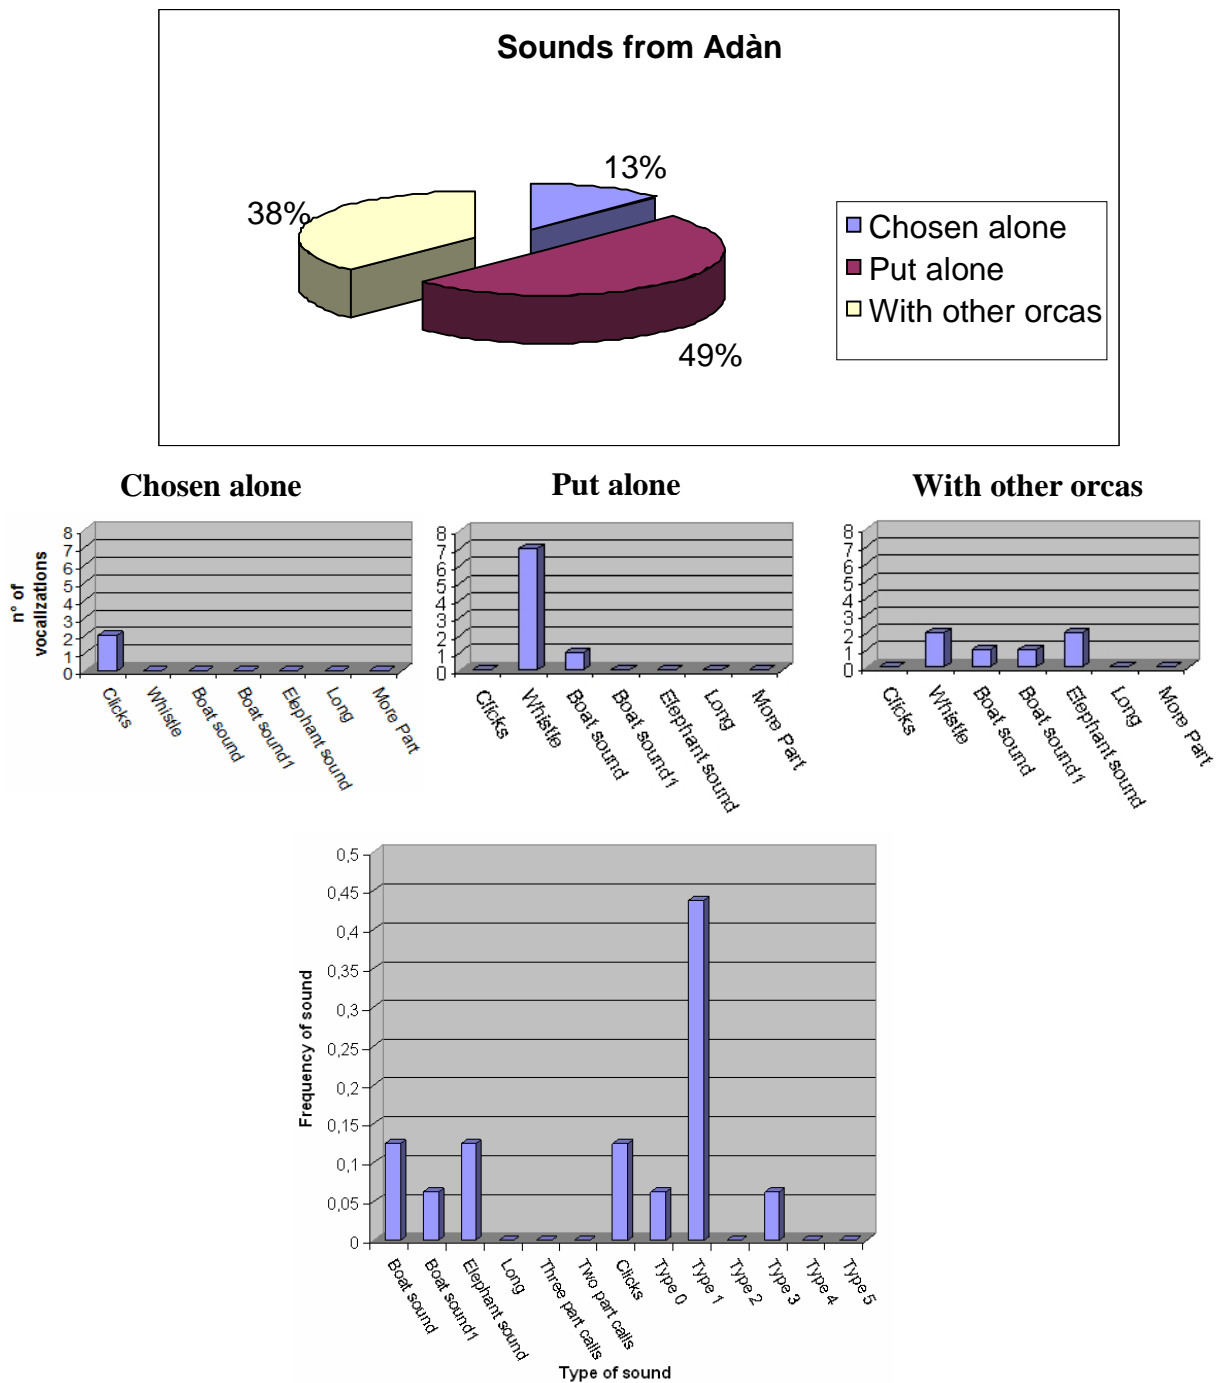 Sounds from Adàn
13%
38%
49%
Chosen alone
Put alone
With other orcas
Chosen alone
Put alone
With other orcas
n° of
vocalizations
8
7
6
5
4
3
2
1
0
Clicks
Whistle
Boat sound
Boat sound1
Elephant sound
Long
More Part
8
7
6
5
4
3
2
1
0
Clicks
Whistle
Boat sound
Boat sound1
Elephant sound
Long
More Part
8
7
6
5
4
3
2
1
0
Clicks
Whistle
Boat sound
Boat sound1
Elephant sound
Long
More Part
Frequency of sound
0,5
0,45
0,4
0,35
0,3
0,25
0,2
0,15
0,1
0,05
0
Boat sound
Boat sound1
Elephant sound
Long
Three part calls
Two part calls
Clicks
Type 0
Type 1
Type 2
Type 3
Type 4
Type 5
Type of sound